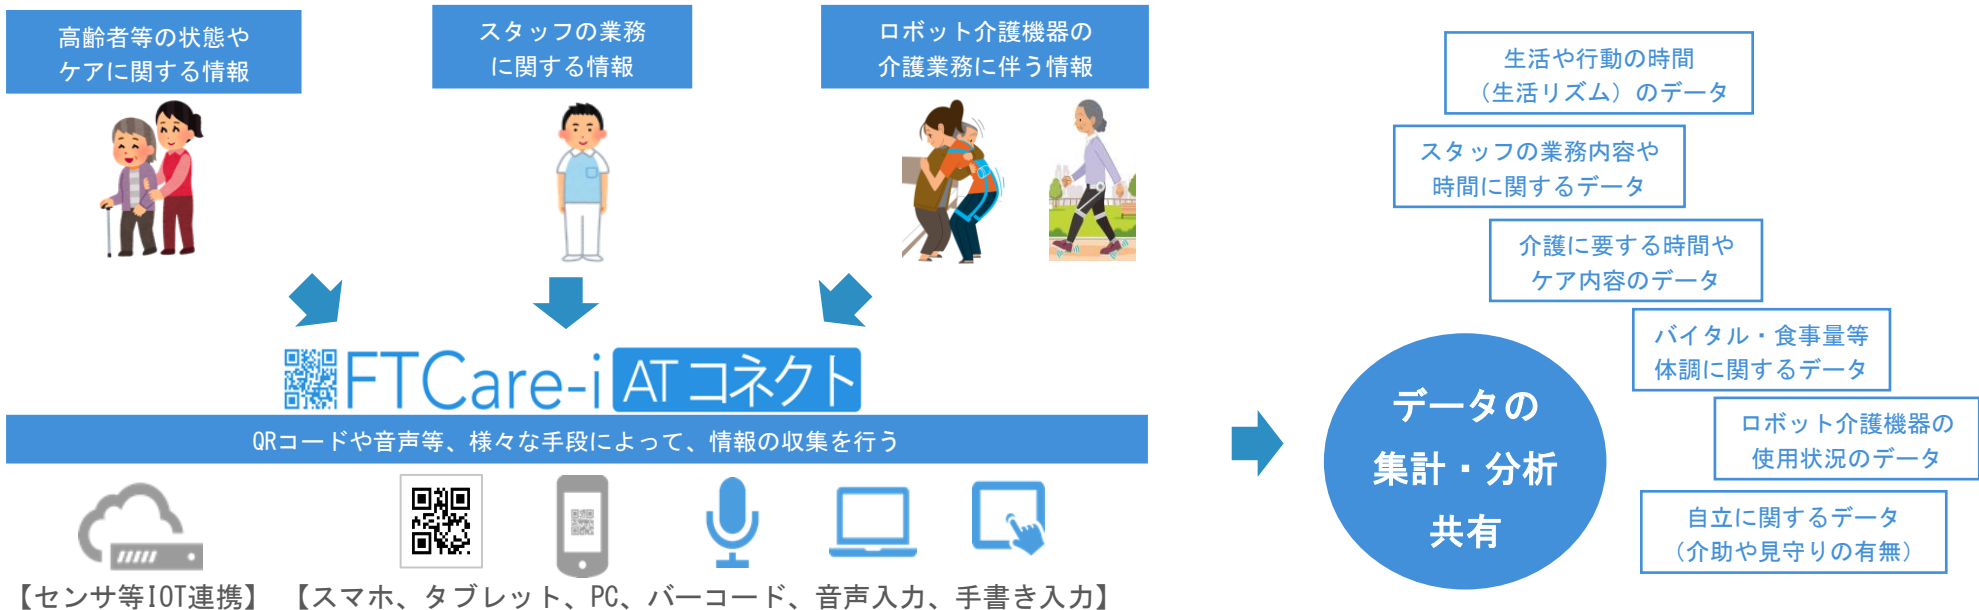 高齢者等の状態や
ケアに関する情報
スタッフの業務
に関する情報
ロボット介護機器の
介護業務に伴う情報
FTCare-i ATコネクト
QRコードや音声等、様々な手段によって、情報の収集を行う
【センサ等IOT連携】
【スマホ、タブレット、PC、バーコード、音声入力、手書き入力】
データの
集計・分析
共有
生活や行動の時間
（生活リズム）のデータ
スタッフの業務内容や
時間に関するデータ
介護に要する時間や
ケア内容のデータ
バイタル・食事量等
体調に関するデータ
ロボット介護機器の
使用状況のデータ
自立に関するデータ
（介助や見守りの有無）